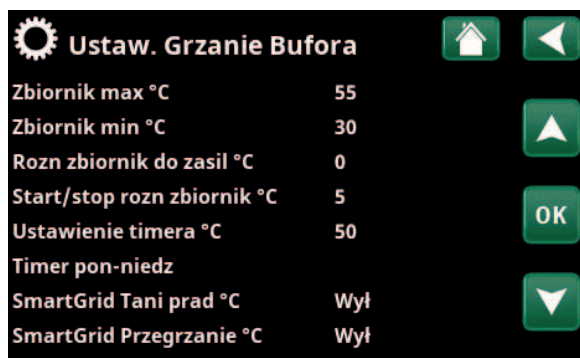 Ustaw. Grzanie Bufora
Zbiornik max °C 55
Zbiornik min °C 30
Rozn zbiornik do zasil °C 0
Start/stop rozn zbiornik °C 5
OK
Ustawienie timera °C 50
Timer pon-niedz
SmartGrid Tani prad °C Wył
SmartGrid Przegrzanie °C Wył